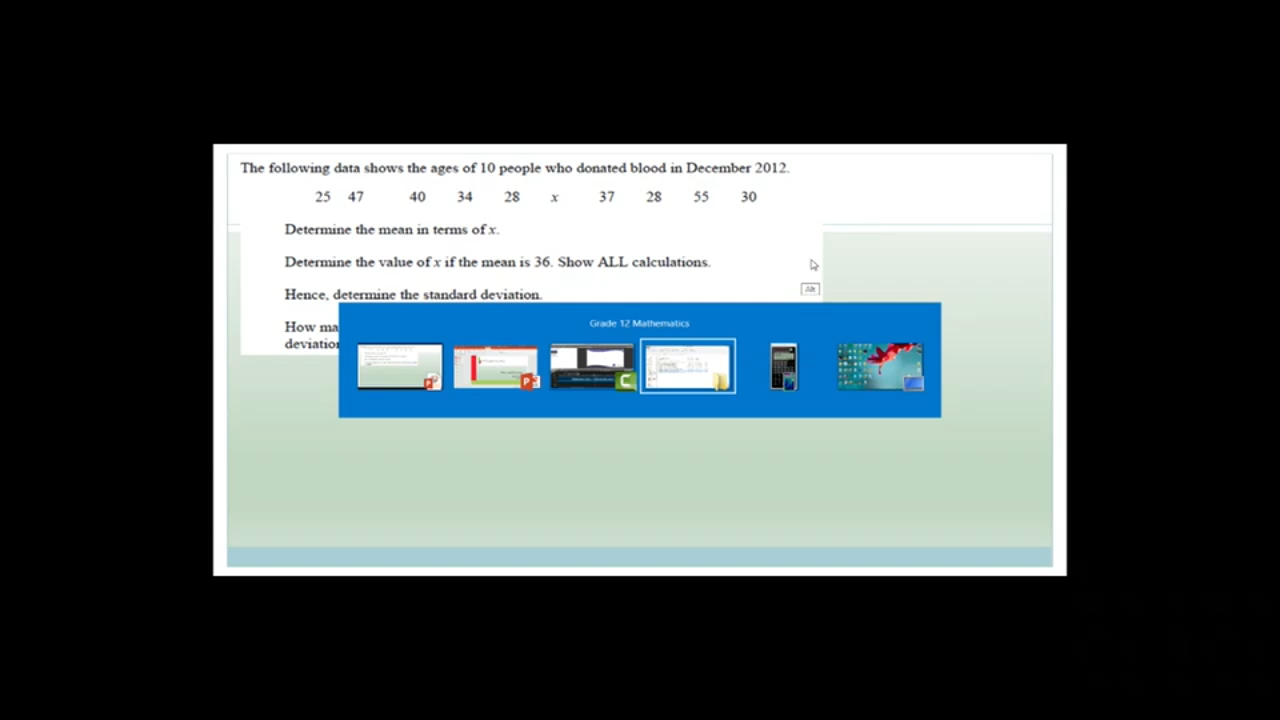 The following data shows the ages of 10 people who donated blood in December 2012.
25 47 40 34 28 x 37 28 55 30
Determine the mean in terms of x.
Determine the value of x if the mean is 36. Show ALL calculations.
Alt
Hence, determine the standard deviation.
Grade 12 Mathematics
How ma
deviation